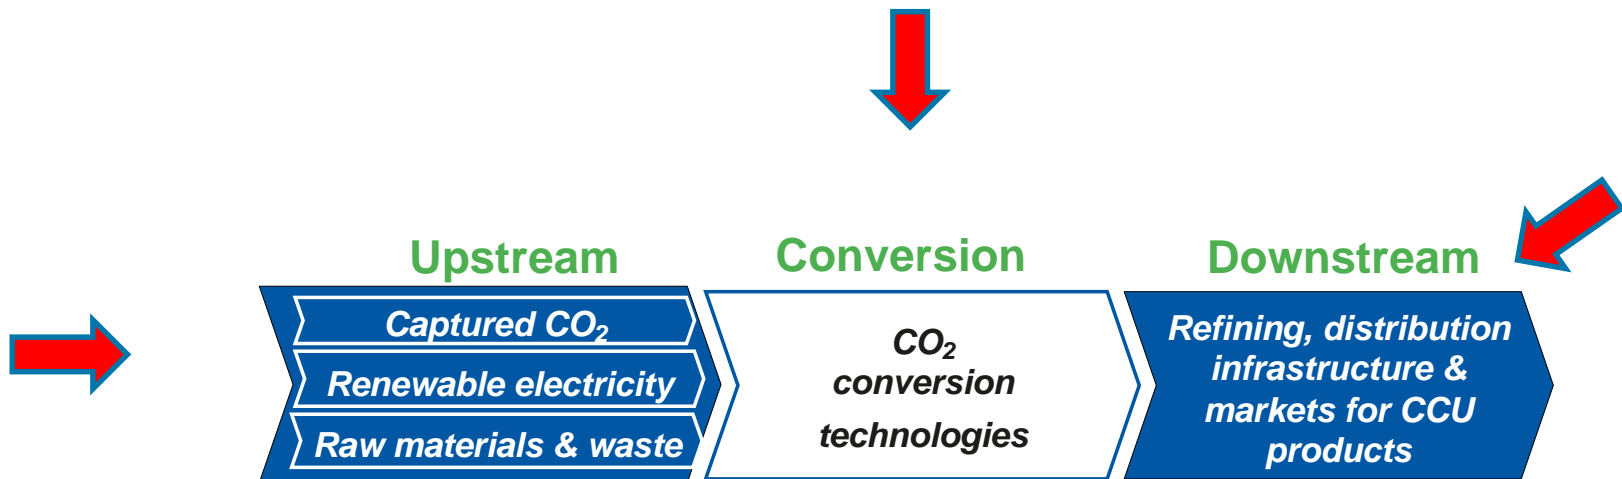 Upstream
Conversion
Downstream
Captured CO₂
Renewable electricity
Raw materials & waste
CO₂
conversion
technologies
Refining, distribution
infrastructure &
markets for CCU
products